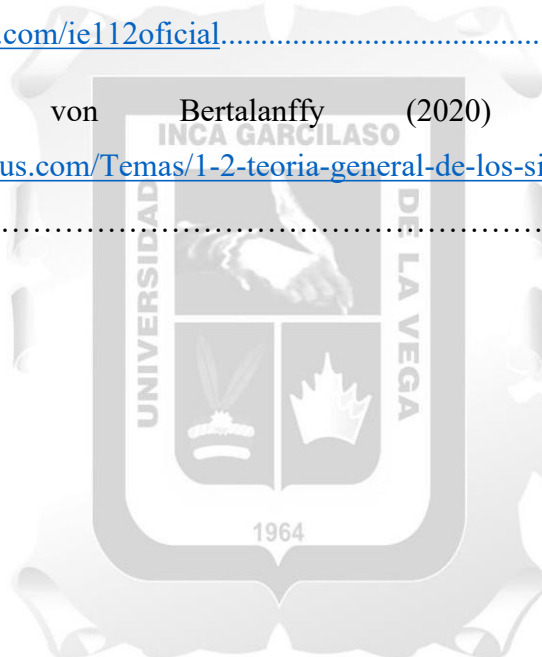 .com/ie112oficial......................................
von Bertalanffy (2020)
us.com/Temas/1-2-teoria-general-de-los-si
……………………………………………………
INCA GARCILASO
UNIVERSIDAD
DE LA VEGA
1964